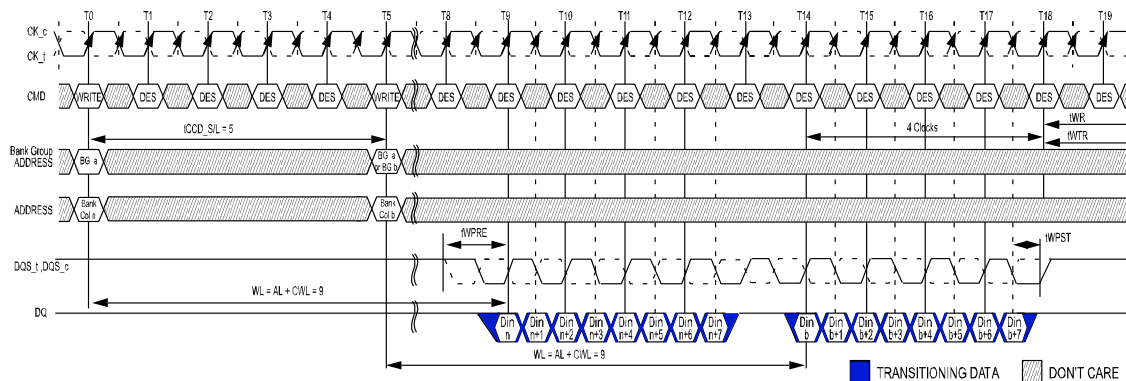 T0 T1 T2 T3 T4 T5 T8 T9 T10 T11 T12 T13 T14 T15 T16 T17 T18 T19
CK_c
CK_t
CMD WRITE DES DES DES DES WRITE DES DES DES DES DES DES DES DES DES DES DES DES
tCCD_S/L = 5
4 Clocks
tWR
tWTR
Bank Group
ADDRESS
BG a
BG a
or BG b
ADDRESS
Bank
Col n
Bank
Col b
tWPRE
tWPST
DQS_t ,DQS_c
WL = AL + CWL = 9
DQ
Din
n
Din
n+1
Din
n+2
Din
n+3
Din
n+4
Din
n+5
Din
n+6
Din
n+7
Din
b
Din
b+1
Din
b+2
Din
b+3
Din
b+4
Din
b+5
Din
b+6
Din
b+7
WL = AL + CWL = 9
TRANSITIONING DATA
DON'T CARE